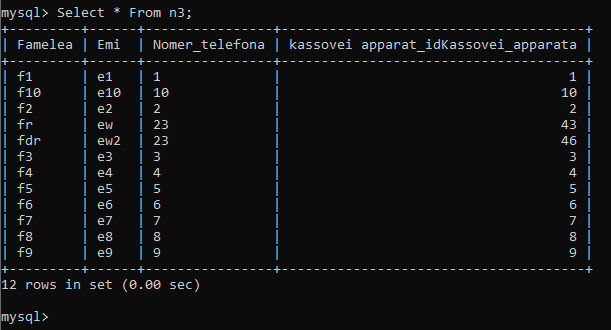 mysql> Select * From n3;
+---------+-----+----------------+--------------------------------------+
| Famelea | Emi | Nomer_telefona | kassovei apparat_idKassovei_apparata |
+---------+-----+----------------+--------------------------------------+
| f1      | e1  | 1              |                                    1 |
| f10     | e10 | 10             |                                   10 |
| f2      | e2  | 2              |                                    2 |
| fr      | ew  | 23             |                                   43 |
| fdr     | ew2 | 23             |                                   46 |
| f3      | e3  | 3              |                                    3 |
| f4      | e4  | 4              |                                    4 |
| f5      | e5  | 5              |                                    5 |
| f6      | e6  | 6              |                                    6 |
| f7      | e7  | 7              |                                    7 |
| f8      | e8  | 8              |                                    8 |
| f9      | e9  | 9              |                                    9 |
+---------+-----+----------------+--------------------------------------+
12 rows in set (0.00 sec)
mysql>